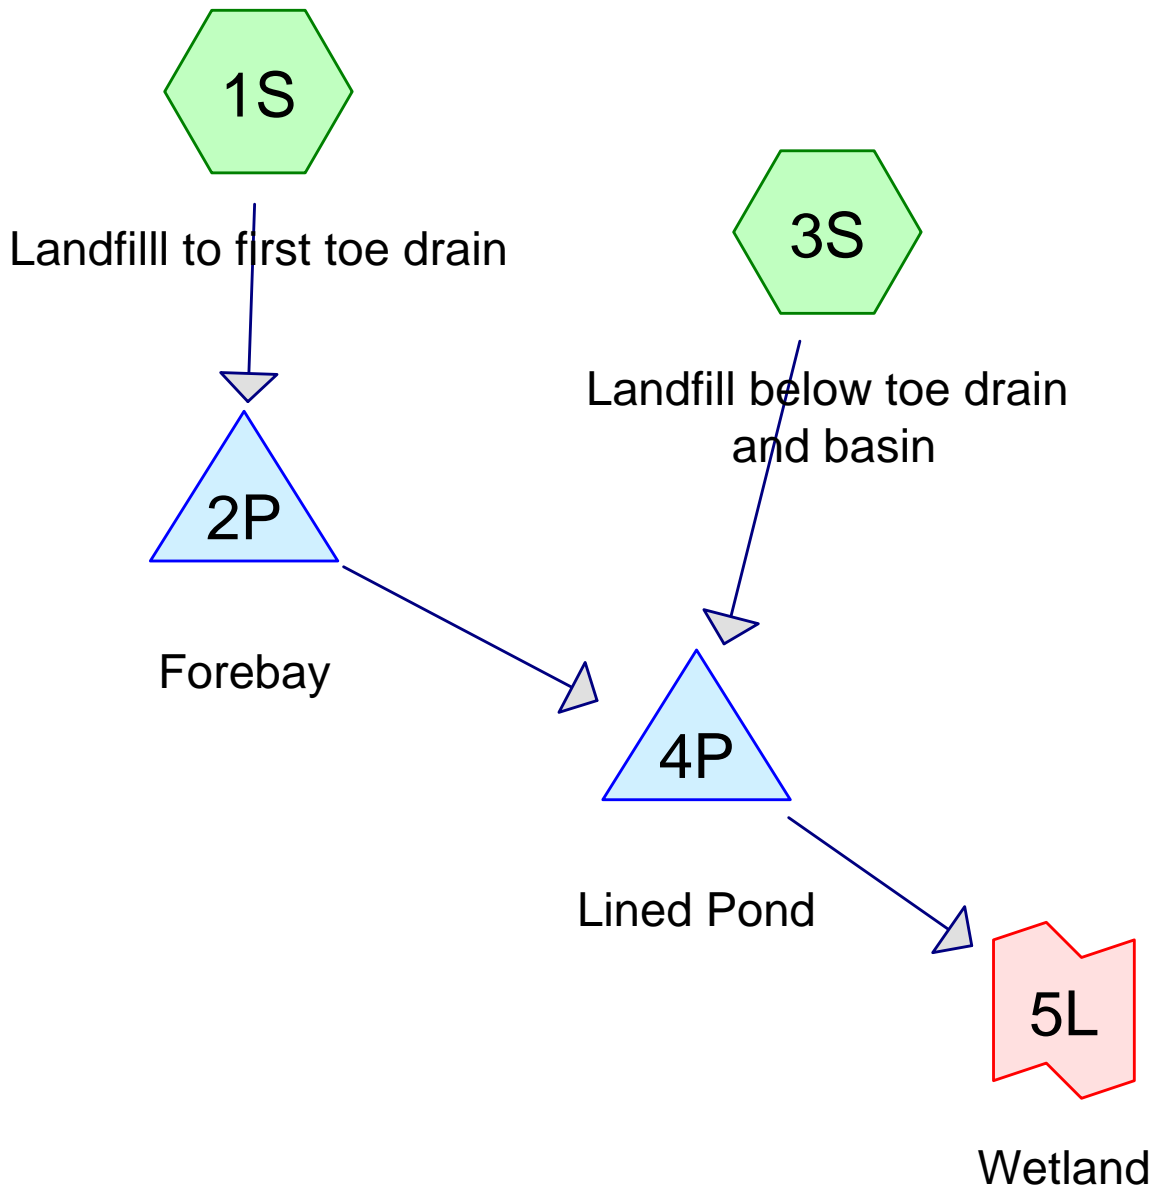 1S
Landfilll to first toe drain
3S
Landfill below toe drain
and basin
2P
Forebay
4P
Lined Pond
5L
Wetland